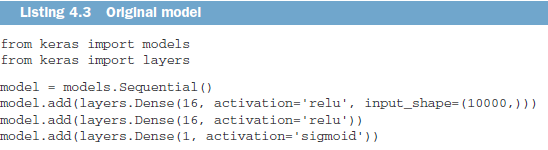 Listing 4.3 Original model
from keras import models
from keras import layers
model = models.Sequential()
model.add(layers.Dense(16, activation='relu', input_shape=(10000,)))
model.add(layers.Dense(16, activation='relu'))
model.add(layers.Dense(1, activation='sigmoid'))